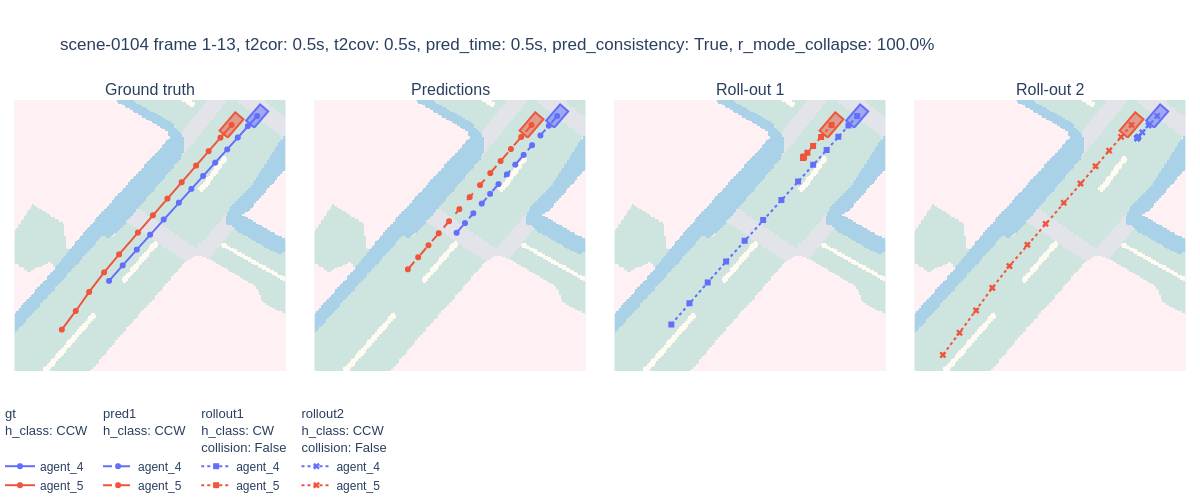 scene-0104 frame 1-13, t2cor: 0.5s, t2cov: 0.5s, pred_time: 0.5s, pred_consistency: True, r_mode_collapse: 100.0%
Ground truth
Predictions
Roll-out 1
Roll-out 2
gt
h_class: CCW
agent_4
agent_5
pred1
h_class: CCW
agent_4
agent_5
rollout1
h_class: CW
collision: False
agent_4
agent_5
rollout2
h_class: CCW
collision: False
agent_4
agent_5